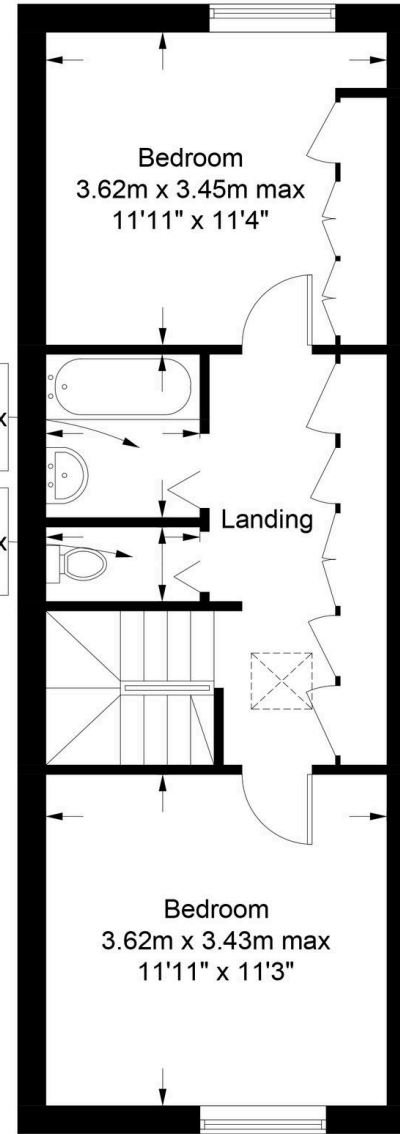 Bedroom
3.62m x 3.45m max
11'11" x 11'4"
x
x
Landing
Bedroom
3.62m x 3.43m max
11'11" x 11'3"